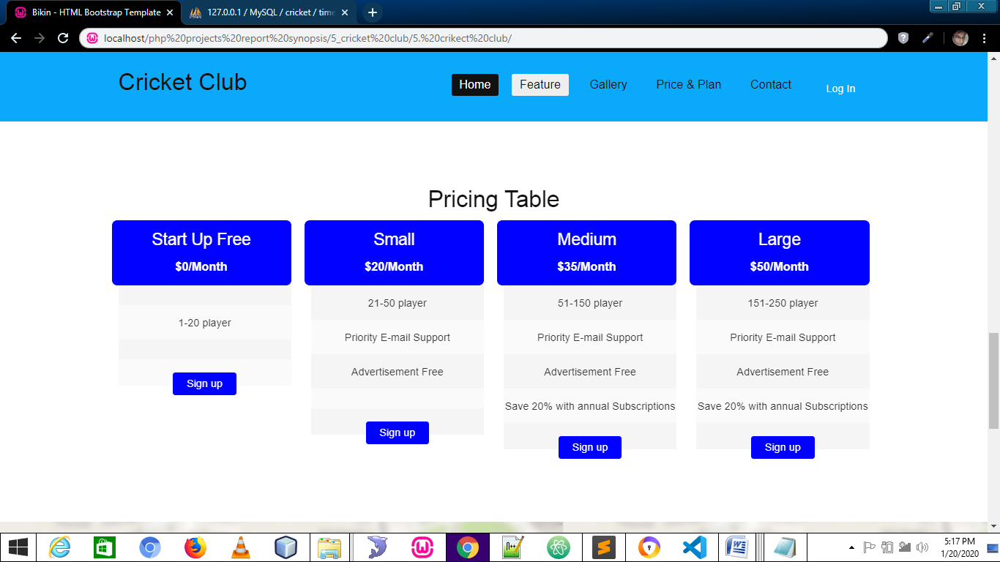 Bikin - HTML Bootstrap Template
127.0.0.1 / MySQL / cricket / time
localhost/php%20projects%20report%20synopsis/5_cricket%20club/5.%20crikect%20club/
Cricket Club
Home Feature Gallery Price & Plan Contact Log In
Pricing Table
Start Up Free
$0/Month
1-20 player
Sign up
Small
$20/Month
21-50 player
Priority E-mail Support
Advertisement Free
Sign up
Medium
$35/Month
51-150 player
Priority E-mail Support
Advertisement Free
Save 20% with annual Subscriptions
Sign up
Large
$50/Month
151-250 player
Priority E-mail Support
Advertisement Free
Save 20% with annual Subscriptions
Sign up
5:17 PM
1/20/2020